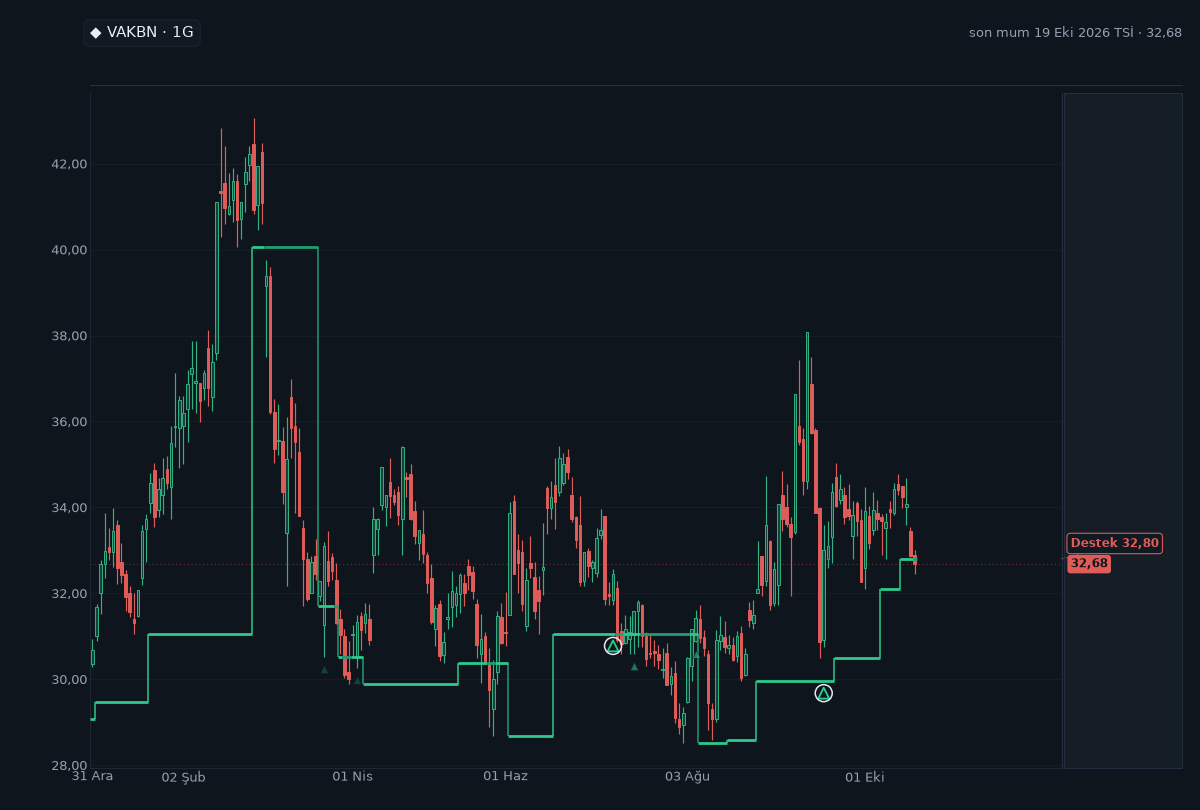 ◆ VAKBN · 1G
son mum 19 Eki 2026 TSİ · 32,68
42,00
40,00
38,00
36,00
34,00
Destek 32,80
32,68
32,00
30,00
28,00
31 Ara
02 Şub
01 Nis
01 Haz
03 Ağu
01 Eki